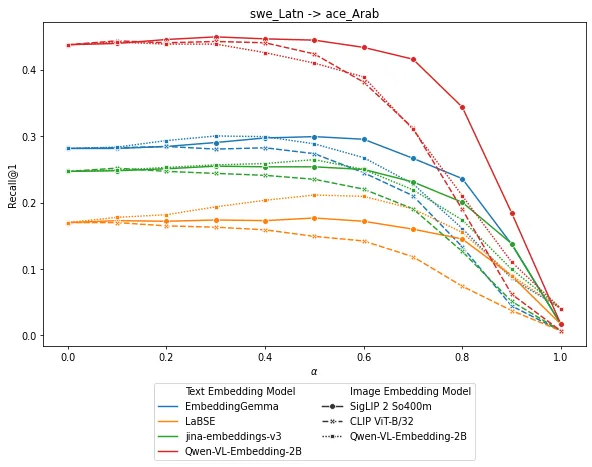 swe_Latn -> ace_Arab
Recall@1
0.4
0.3
0.2
0.1
0.0
0.0 0.2 0.4 0.6 0.8 1.0
α
Text Embedding Model
EmbeddingGemma
LaBSE
jina-embeddings-v3
Qwen-VL-Embedding-2B
Image Embedding Model
SigLIP 2 So400m
CLIP ViT-B/32
Qwen-VL-Embedding-2B